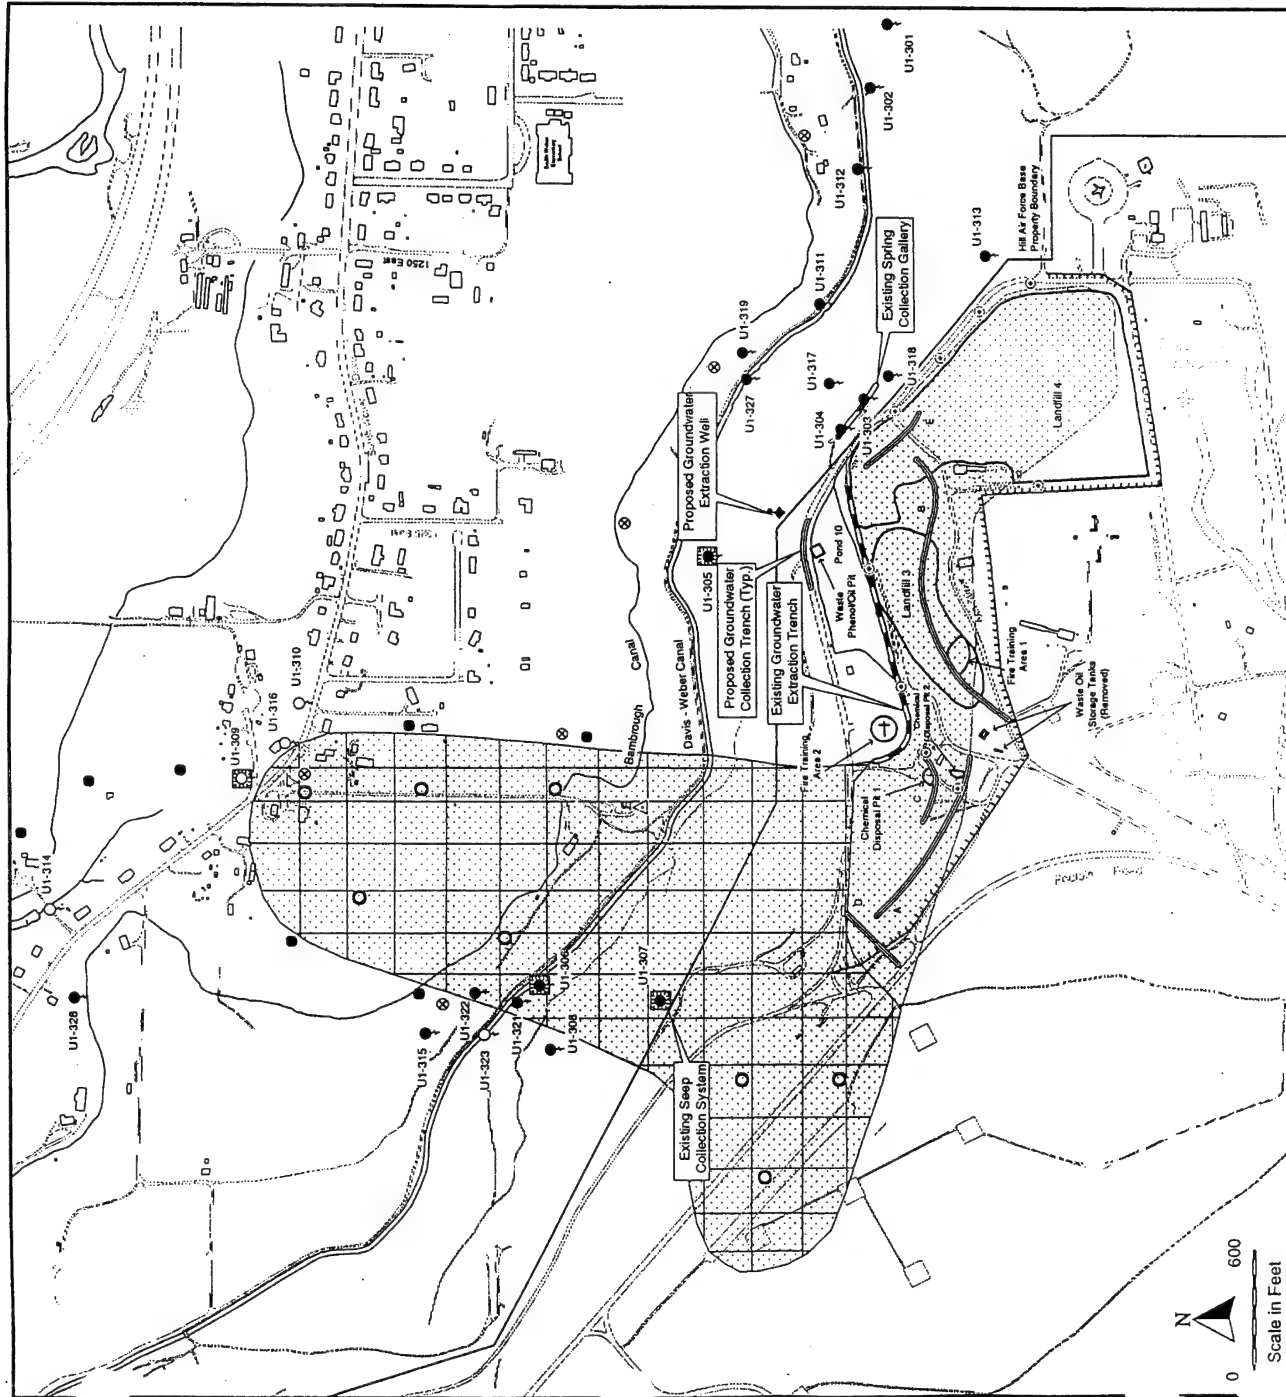 U1-301
U1-302
U1-312
U1-313
Hill Air Force Base
Property Boundary
Existing Spring
Collection Gallery
U1-311
U1-319
U1-327
U1-317
U1-318
U1-304
U1-303
Landfill 4
E
B
Proposed Groundwater
Extraction Well
1250 East
South Weber
Elementary
School
U1-305
Proposed Groundwater
Collection Trench (Typ.)
Existing Groundwater
Extraction Trench
Waste
Phenol/Oil Pit
Pond 10
Landfill 3
Fire Training
Area 1
Waste Oil
Storage Tanks
(Removed)
Chemical
Disposal Pit 2
Fire Training
Area 2
Chemical
Disposal Pit 1
C
A
D
Bambrough Canal
Davis - Weber Canal
U1-310
U1-316
U1-309
U1-314
U1-328
U1-315
U1-322
U1-321
U1-323
U1-306
U1-308
U1-307
Existing Seep
Collection System
N
0 600
Scale in Feet